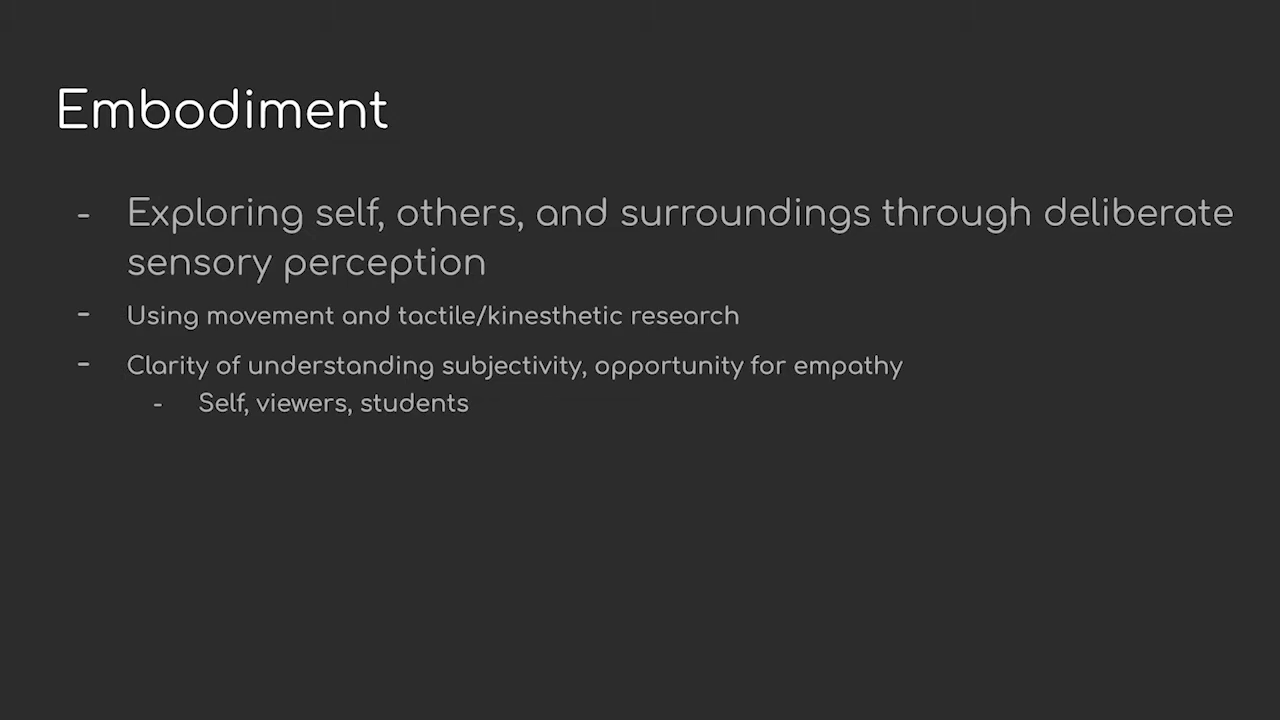 Embodiment
- Exploring self, others, and surroundings through deliberate
sensory perception
- Using movement and tactile/kinesthetic research
- Clarity of understanding subjectivity, opportunity for empathy
- Self, viewers, students